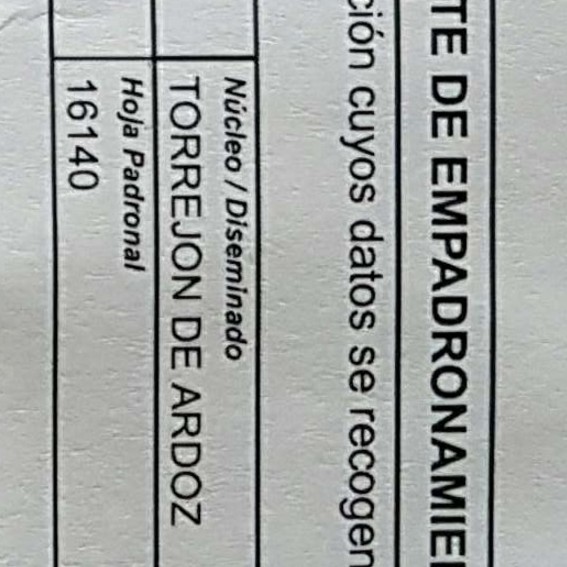 TE DE EMPADRONAMIE
ción cuyos datos se recogen
Núcleo / Diseminado
TORREJON DE ARDOZ
Hoja Padronal
16140